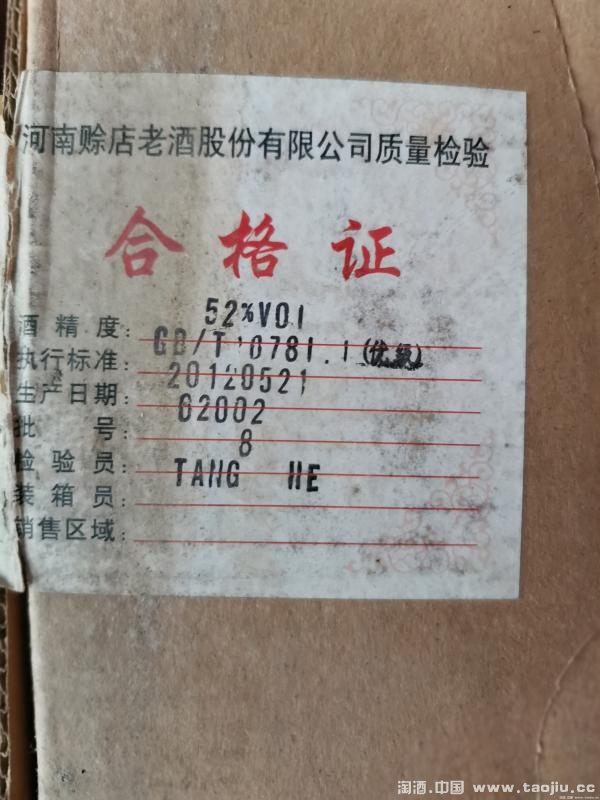 河南赊店老酒股份有限公司质量检验
合格证
酒精度: 52%VOl
执行标准: GB/T10781.1(优级)
生产日期: 20120521
批号: 62002
检验员: 8
装箱员: TANG HE
销售区域:
淘酒.中国 www.taojiu.cc